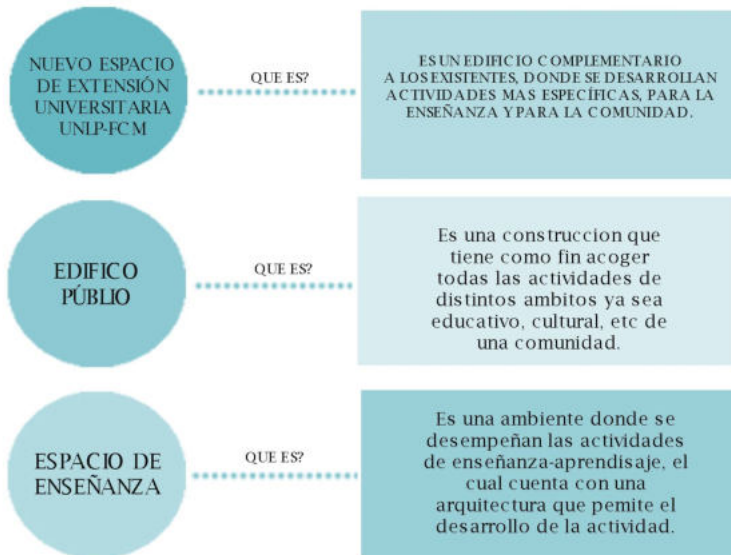 NUEVO ESPACIO
DE EXTENSIÓN
UNIVERSITARIA
UNLP-FCM
QUE ES?
ES UN EDIFICIO COMPLEMENTARIO
A LOS EXISTENTES, DONDE SE DESARROLLAN
ACTIVIDADES MAS ESPECÍFICAS, PARA LA
ENSEÑANZA Y PARA LA COMUNIDAD.
EDIFICO
PÚBLIO
QUE ES?
Es una construccion que
tiene como fin acoger
todas las actividades de
distintos ambitos ya sea
educativo, cultural, etc de
una comunidad.
ESPACIO DE
ENSEÑANZA
QUE ES?
Es una ambiente donde se
desempeñan las actividades
de enseñanza-aprendisaje, el
cual cuenta con una
arquitectura que pemite el
desarrollo de la actividad.